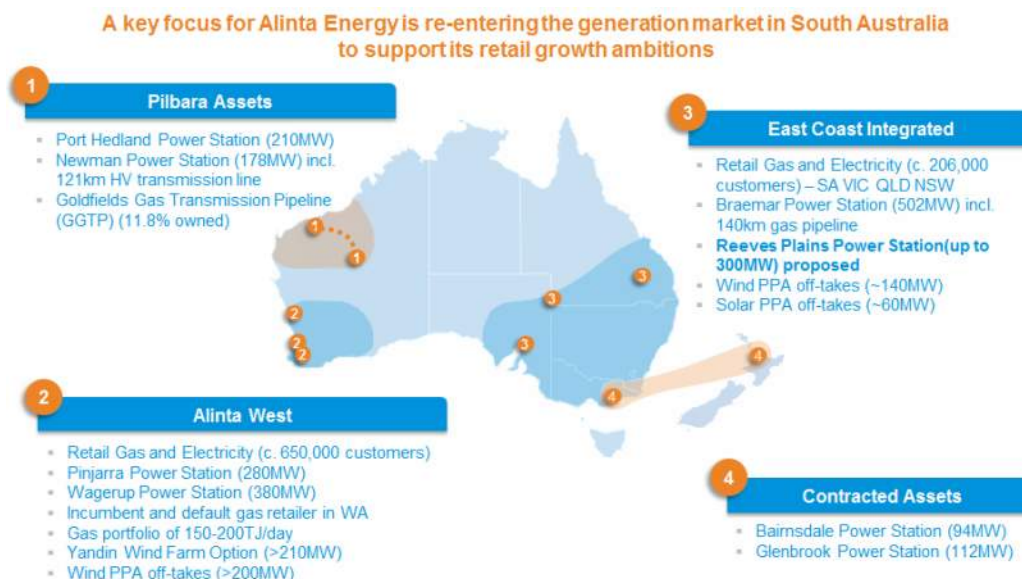 A key focus for Alinta Energy is re-entering the generation market in South Australia
to support its retail growth ambitions
1
Pilbara Assets
Port Hedland Power Station (210MW)
Newman Power Station (178MW) incl.
121km HV transmission line
Goldfields Gas Transmission Pipeline
(GGTP) (11.8% owned)
3
East Coast Integrated
Retail Gas and Electricity (c. 206,000
customers) – SA VIC QLD NSW
Braemar Power Station (502MW) incl.
140km gas pipeline
Reeves Plains Power Station(up to
300MW) proposed
Wind PPA off-takes (~140MW)
Solar PPA off-takes (~60MW)
1
1
2
2
2
3
3
3
4
4
2
Alinta West
Retail Gas and Electricity (c. 650,000 customers)
Pinjarra Power Station (280MW)
Wagerup Power Station (380MW)
Incumbent and default gas retailer in WA
Gas portfolio of 150-200TJ/day
Yandin Wind Farm Option (>210MW)
Wind PPA off-takes (>200MW)
4
Contracted Assets
Bairnsdale Power Station (94MW)
Glenbrook Power Station (112MW)